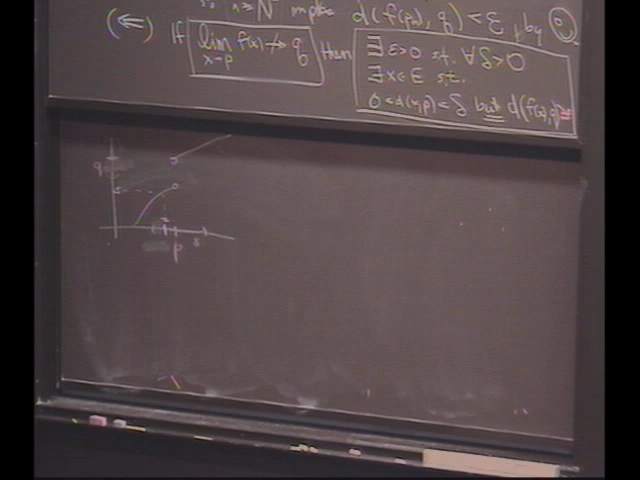 n ≥ N implies d(f(pn), q) < ε, by
(⇐) If lim f(x) ↛ q then ∃ ε>0 s.t. ∀δ>0
x→p
∃ x∈E s.t.
0<d(x,p)<δ but d(f(x),q)≥ε
q
p